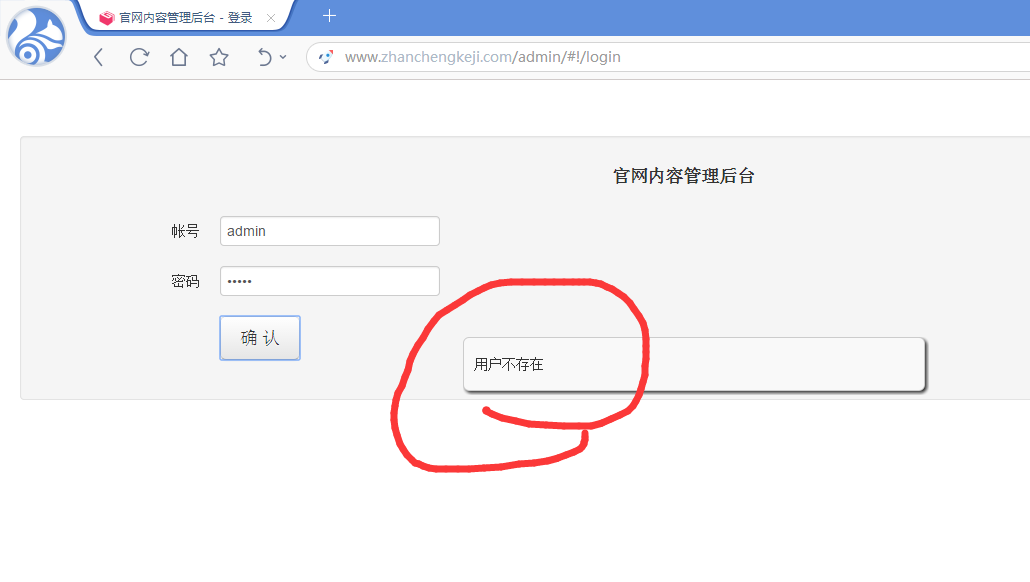 官网内容管理后台 - 登录
www.zhanchengkeji.com/admin/#!/login
官网内容管理后台
帐号 admin
密码 •••••
确 认
用户不存在